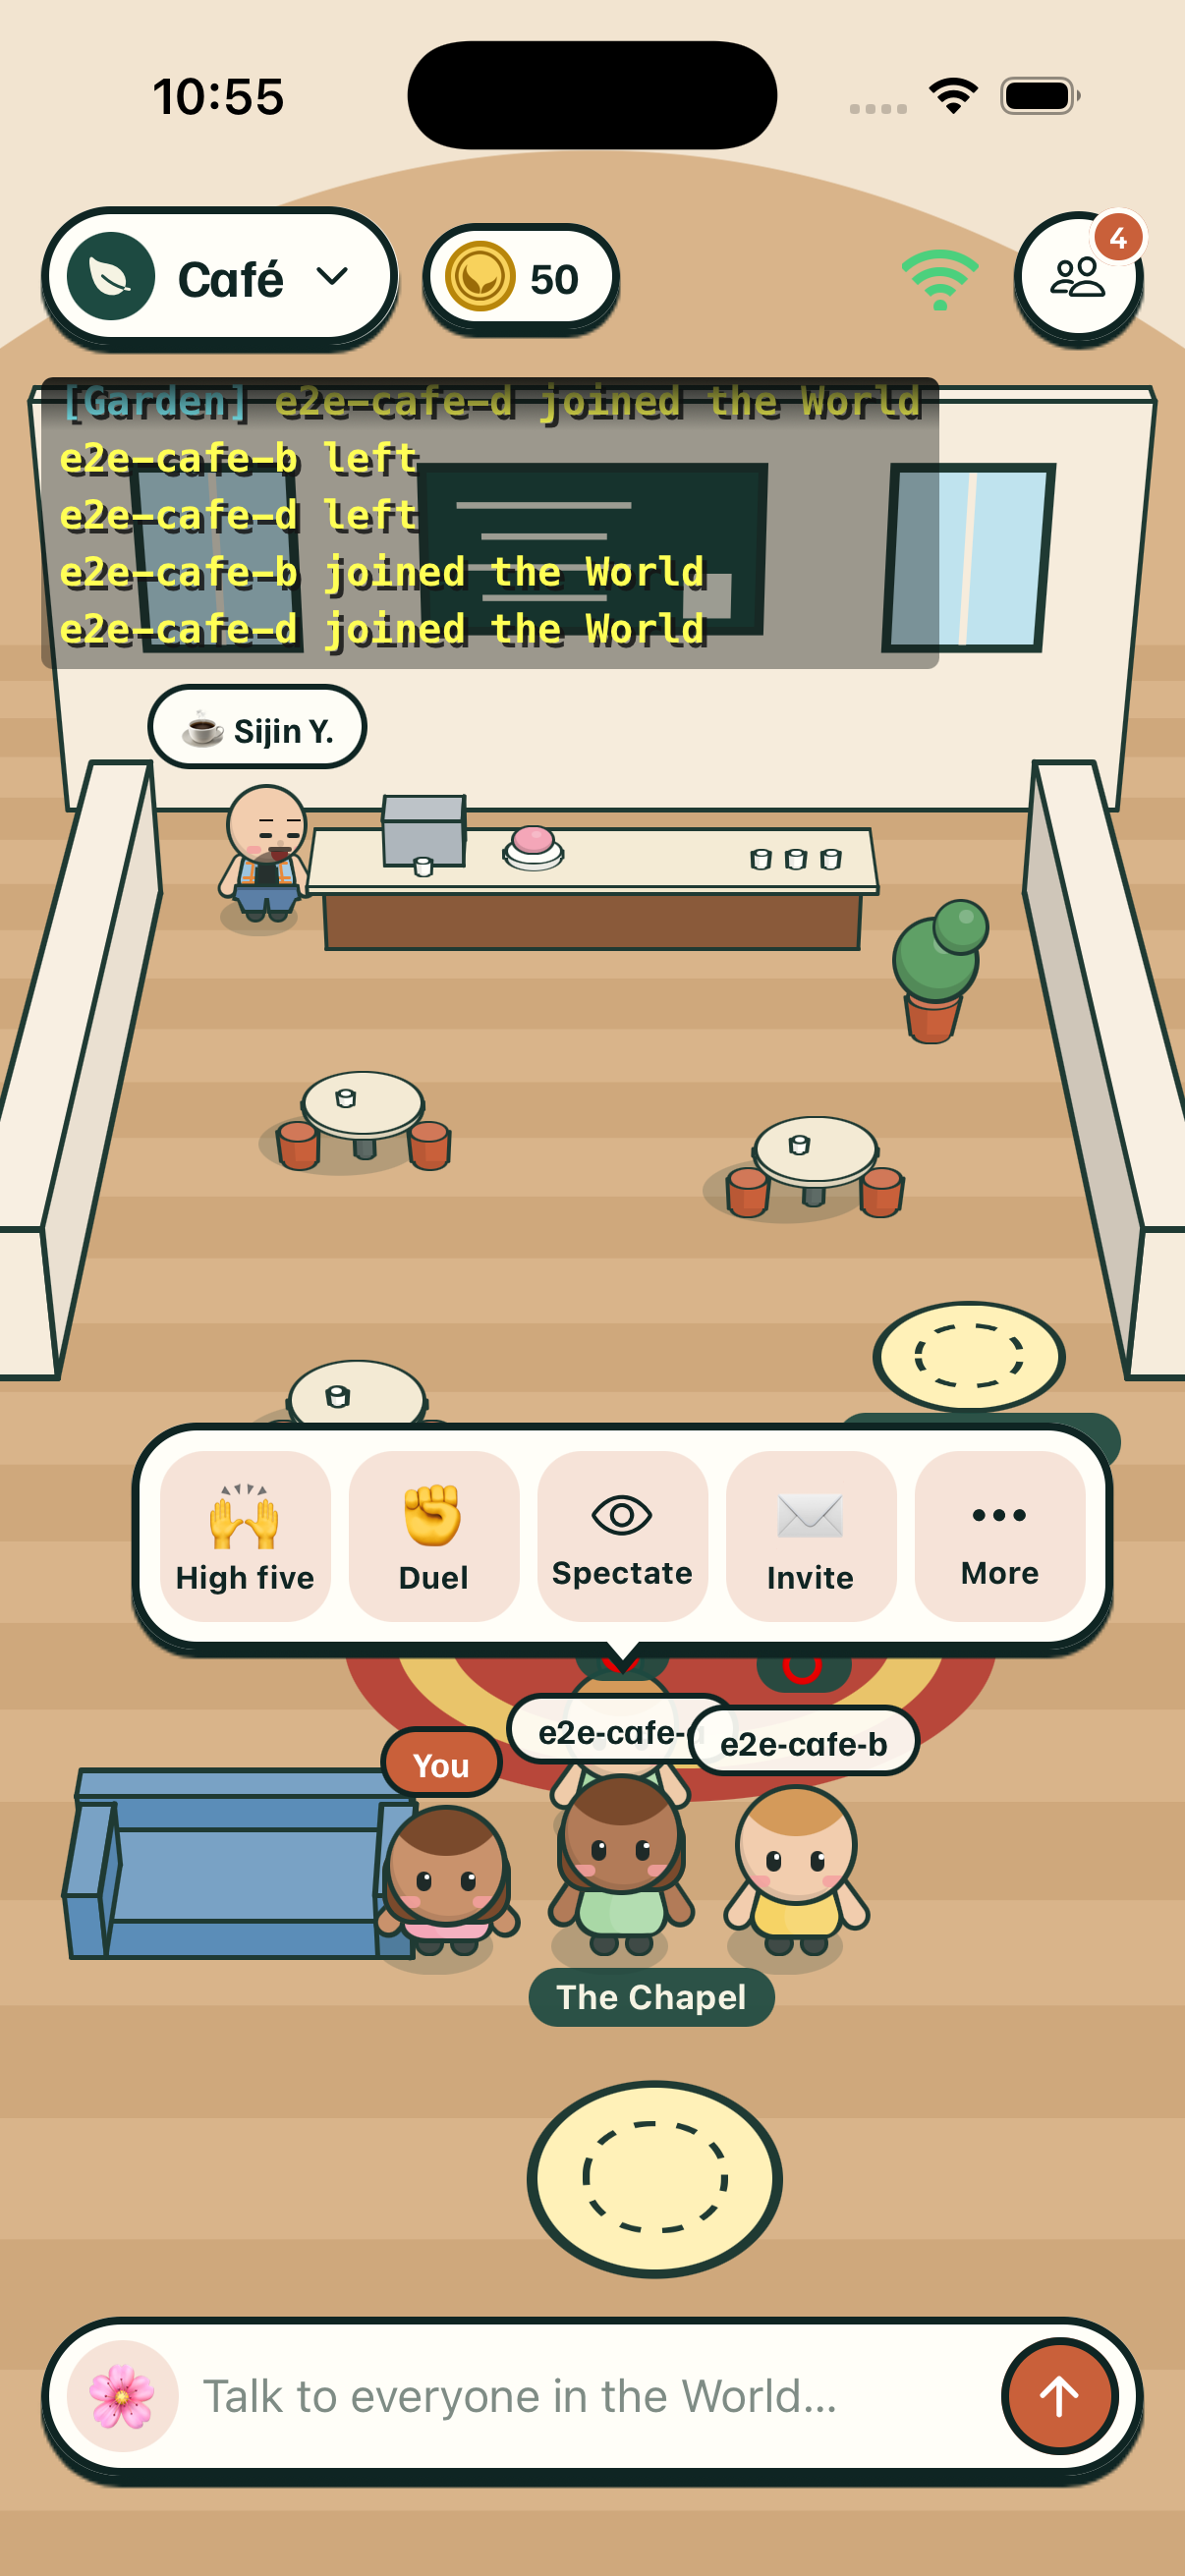 10:55
Café
50
4
[Garden] e2e-cafe-d joined the World
e2e-cafe-b left
e2e-cafe-d left
e2e-cafe-b joined the World
e2e-cafe-d joined the World
Sijin Y.
High five
Duel
Spectate
Invite
More
e2e-cafe-
e2e-cafe-b
You
The Chapel
Talk to everyone in the World...